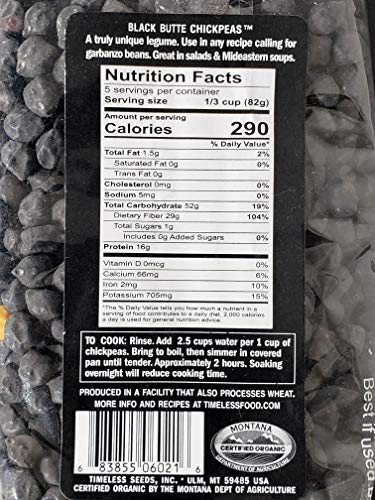 BLACK BUTTE CHICKPEAS™
A truly unique legume. Use in any recipe calling for
garbanzo beans. Great in salads & Mideastern soups.
Nutrition Facts
5 servings per container
Serving size 1/3 cup (82g)
Amount per serving
Calories 290
% Daily Value*
Total Fat 1.5g 2%
Saturated Fat 0g 0%
Trans Fat 0g
Cholesterol 0mg 0%
Sodium 5mg 0%
Total Carbohydrate 52g 19%
Dietary Fiber 29g 104%
Total Sugars 1g
Includes 0g Added Sugars 0%
Protein 16g
Vitamin D 0mcg 0%
Calcium 66mg 6%
Iron 2mg 10%
Potassium 705mg 15%
*The % Daily Value tells you how much a nutrient in a
serving of food contributes to a daily diet. 2,000 calories
a day is used for general nutrition advice.
TO COOK: Rinse. Add 2.5 cups water per 1 cup of
chickpeas. Bring to boil, then simmer in covered
pan until tender. Approximately 2 hours. Soaking
overnight will reduce cooking time.
PRODUCED IN A FACILITY THAT ALSO PROCESSES WHEAT.
MORE INFO AND RECIPES AT TIMELESSFOOD.COM
6 83855 06021 6
MONTANA
CERTIFIED ORGANIC
DEPARTMENT OF AGRICULTURE
TIMELESS SEEDS, INC. • ULM, MT 59485 USA
CERTIFIED ORGANIC BY THE MONTANA DEPT OF AGRICULTURE
Best if used